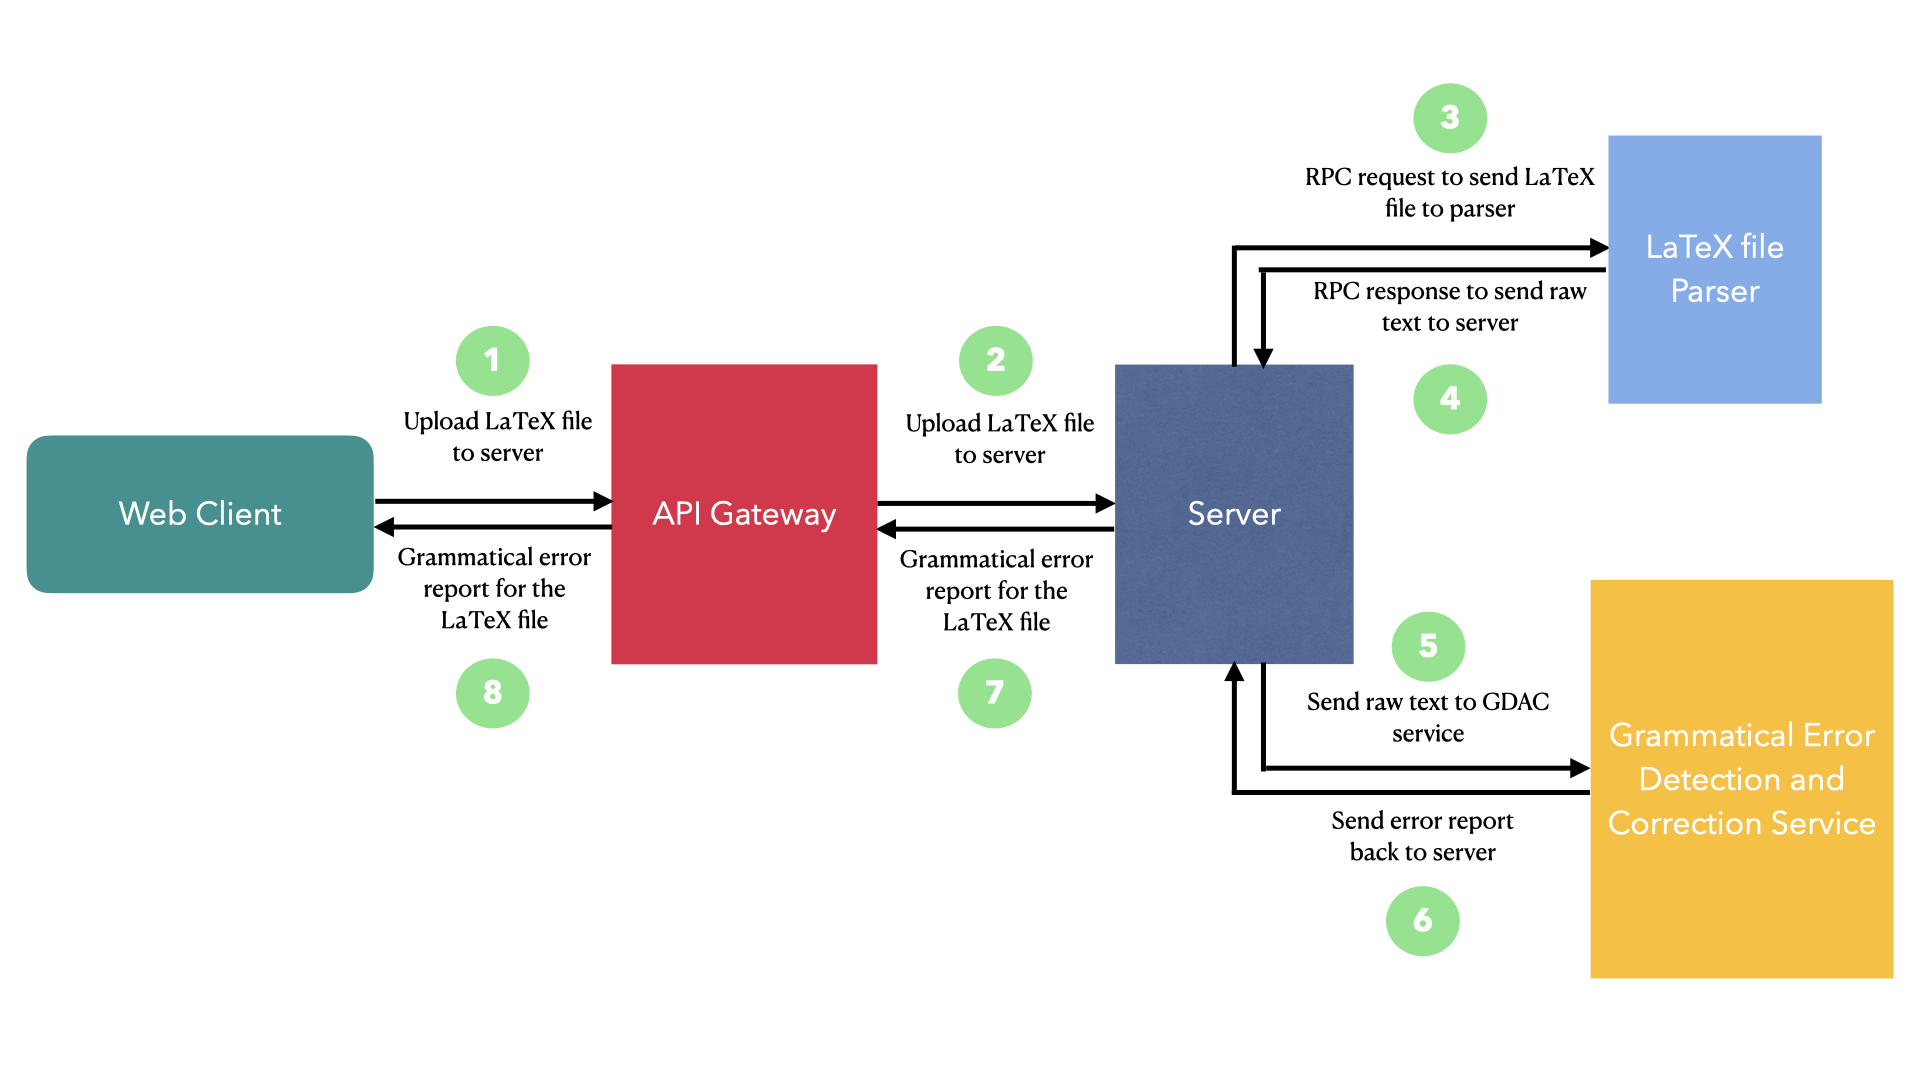 3
RPC request to send LaTeX
file to parser
LaTeX file
Parser
RPC response to send raw
text to server
4
1
Upload LaTeX file
to server
2
Upload LaTeX file
to server
Web Client
API Gateway
Server
Grammatical error
report for the
LaTeX file
8
Grammatical error
report for the
LaTeX file
7
5
Send raw text to GDAC
service
Grammatical Error
Detection and
Correction Service
Send error report
back to server
6